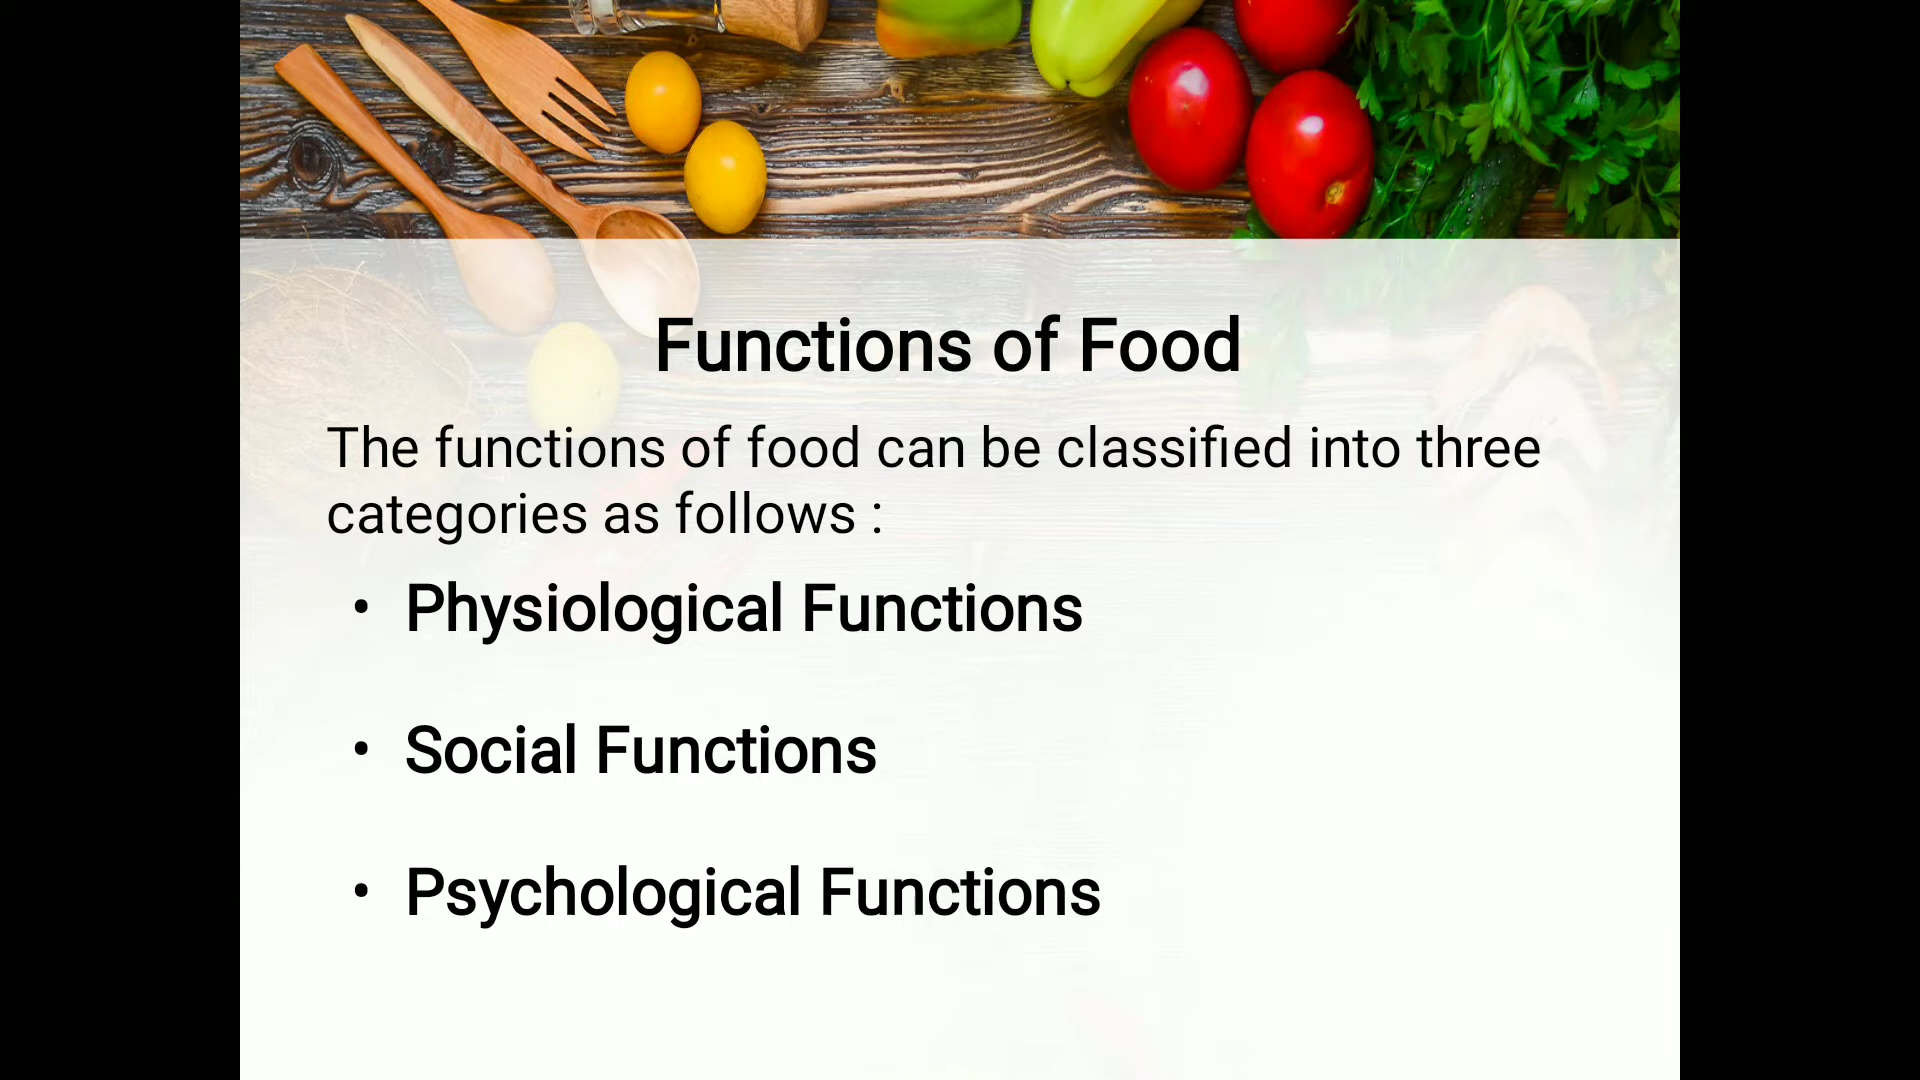 Functions of Food
The functions of food can be classified into three
categories as follows :
• Physiological Functions
• Social Functions
• Psychological Functions